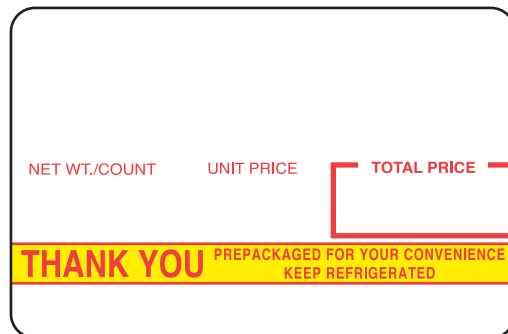 NET WT./COUNT UNIT PRICE TOTAL PRICE
THANK YOU PREPACKAGED FOR YOUR CONVENIENCE
KEEP REFRIGERATED